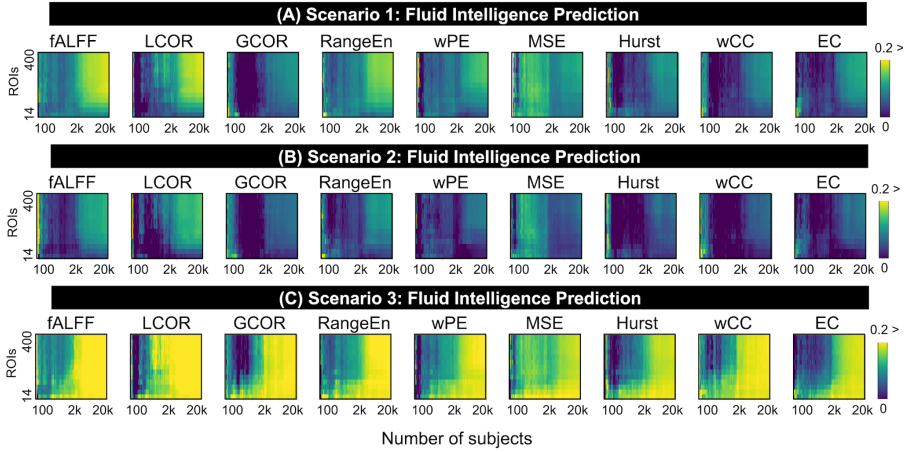 (A) Scenario 1: Fluid Intelligence Prediction
fALFF LCOR GCOR RangeEn wPE MSE Hurst wCC EC
0.2 >
400
ROIs
14
0
100 2k 20k 100 2k 20k 100 2k 20k 100 2k 20k 100 2k 20k 100 2k 20k 100 2k 20k 100 2k 20k 100 2k 20k
(B) Scenario 2: Fluid Intelligence Prediction
fALFF LCOR GCOR RangeEn wPE MSE Hurst wCC EC
0.2 >
400
ROIs
14
0
100 2k 20k 100 2k 20k 100 2k 20k 100 2k 20k 100 2k 20k 100 2k 20k 100 2k 20k 100 2k 20k 100 2k 20k
(C) Scenario 3: Fluid Intelligence Prediction
fALFF LCOR GCOR RangeEn wPE MSE Hurst wCC EC
0.2 >
400
ROIs
14
0
100 2k 20k 100 2k 20k 100 2k 20k 100 2k 20k 100 2k 20k 100 2k 20k 100 2k 20k 100 2k 20k 100 2k 20k
Number of subjects